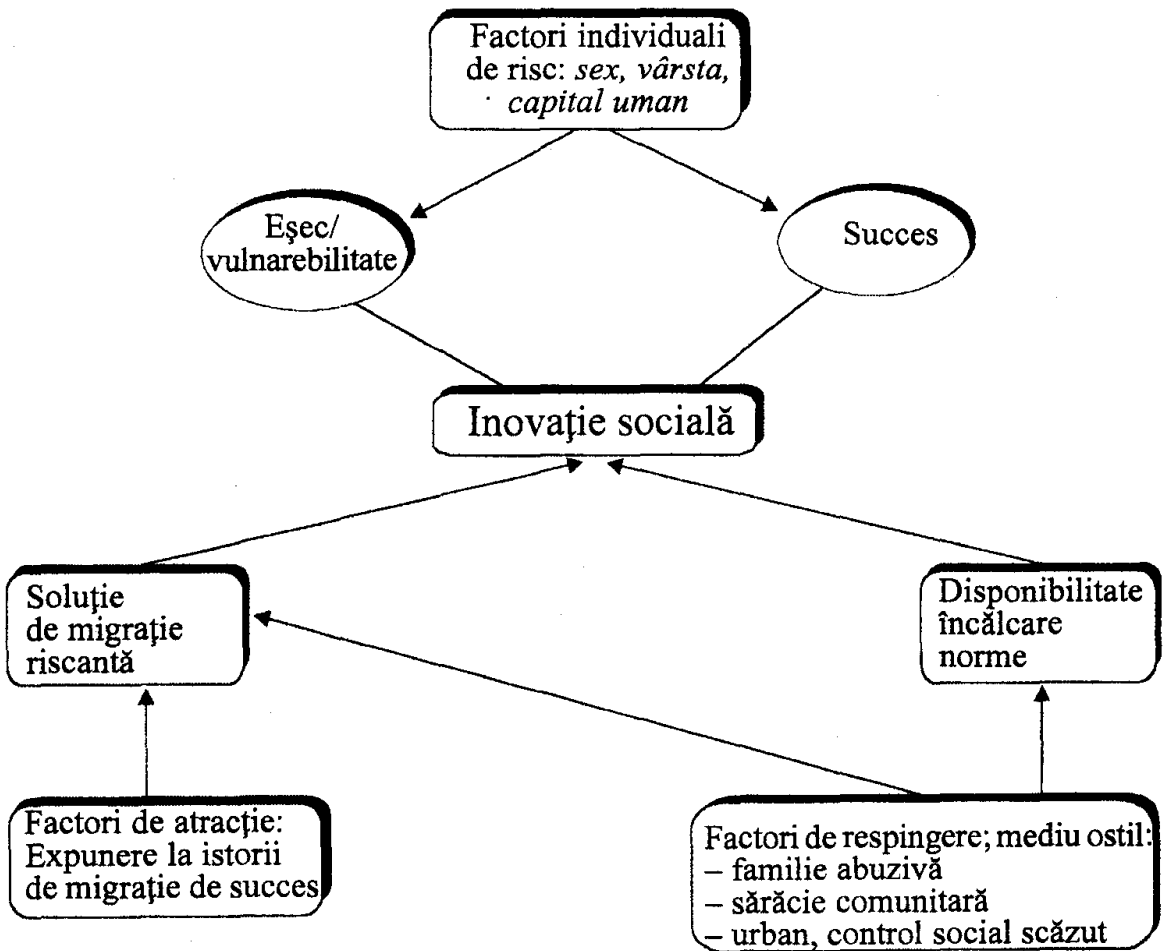 Factori individuali
de risc: sex, vârsta,
capital uman
Eşec/
vulnarebilitate
Succes
Inovaţie socială
Soluţie
de migraţie
riscantă
Disponibilitate
încălcare
norme
Factori de atracţie:
Expunere la istorii
de migraţie de succes
Factori de respingere; mediu ostil:
– familie abuzivă
– sărăcie comunitară
– urban, control social scăzut